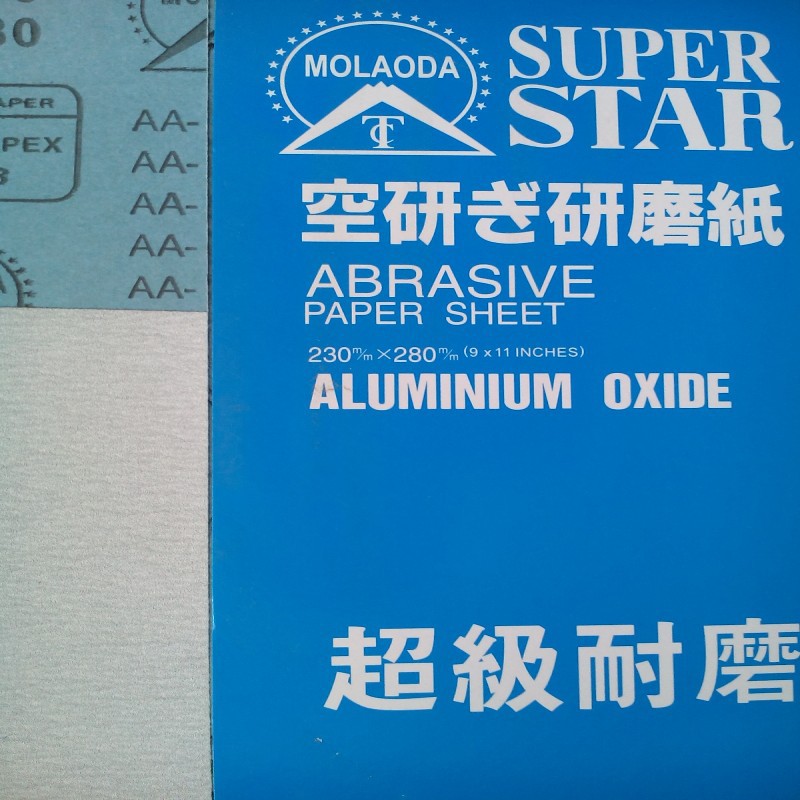 MOLAODA
TC
SUPER
STAR
空研ぎ研磨紙
ABRASIVE
PAPER SHEET
230m/m×280m/m (9 x 11 INCHES)
ALUMINIUM OXIDE
超級耐磨
APER
PEX
AA-
AA-
AA-
AA-
AA-